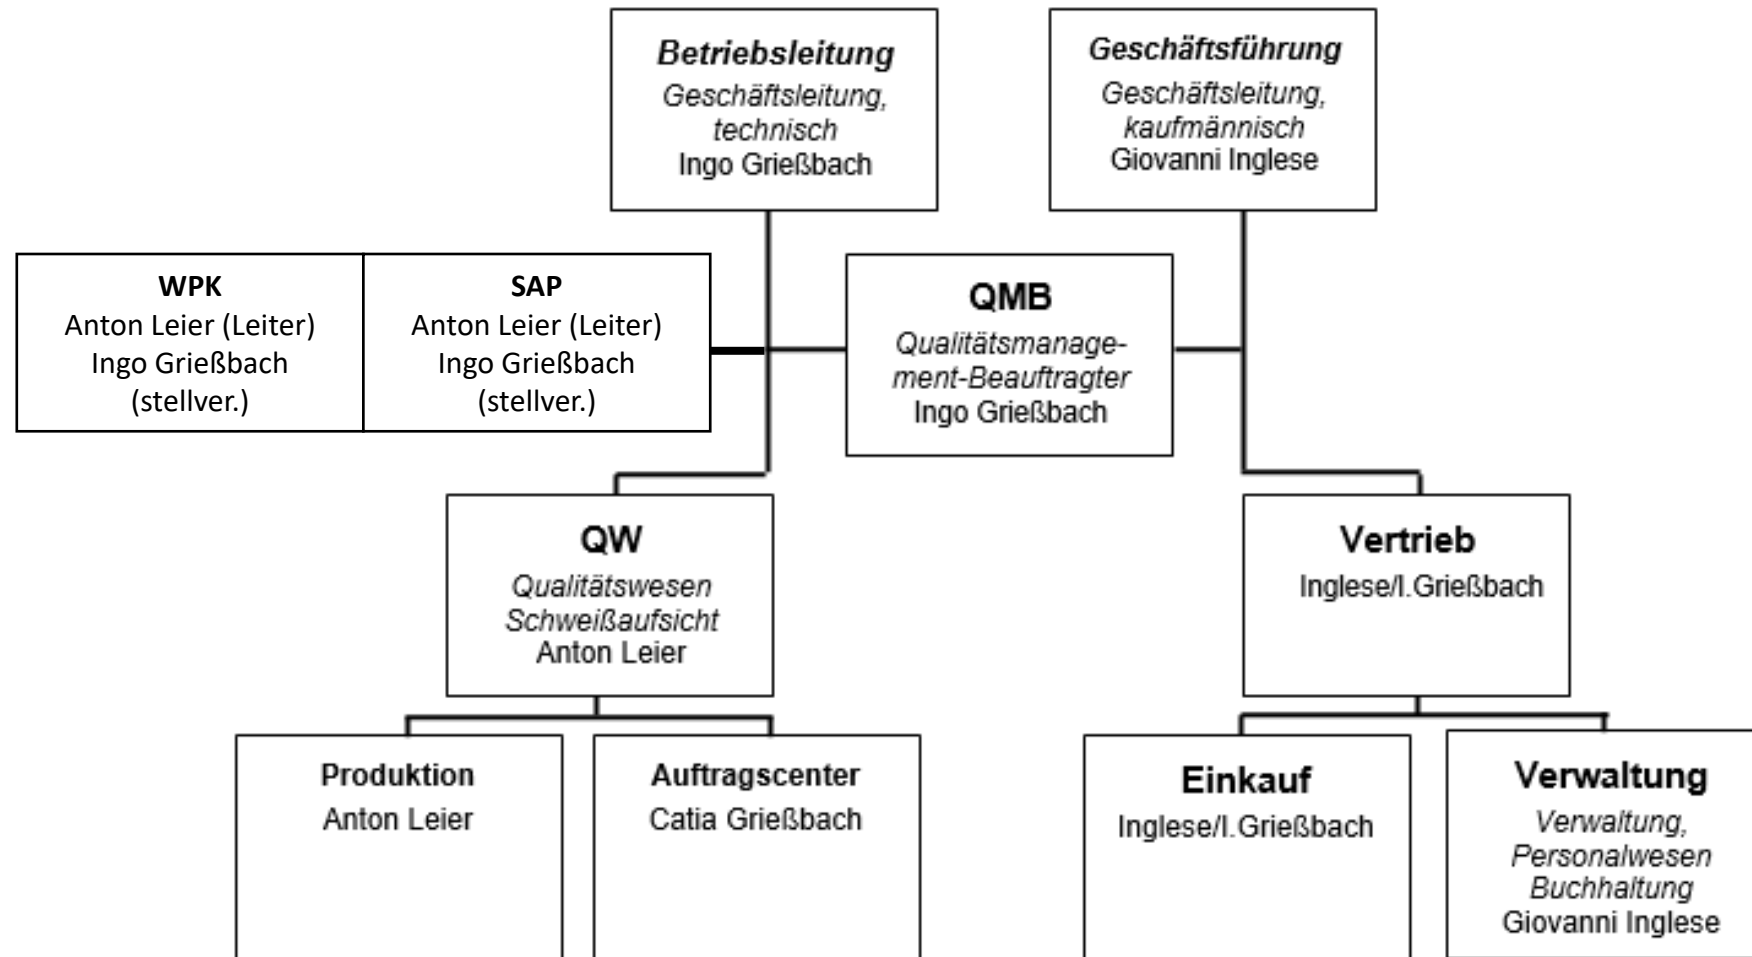 Betriebsleitung
Geschäftsleitung,
technisch
Ingo Grießbach
Geschäftsführung
Geschäftsleitung,
kaufmännisch
Giovanni Inglese
WPK
Anton Leier (Leiter)
Ingo Grießbach
(stellver.)
SAP
Anton Leier (Leiter)
Ingo Grießbach
(stellver.)
QMB
Qualitätsmanage-
ment-Beauftragter
Ingo Grießbach
QW
Qualitätswesen
Schweißaufsicht
Anton Leier
Vertrieb
Inglese/I.Grießbach
Produktion
Anton Leier
Auftragscenter
Catia Grießbach
Einkauf
Inglese/I.Grießbach
Verwaltung
Verwaltung,
Personalwesen
Buchhaltung
Giovanni Inglese